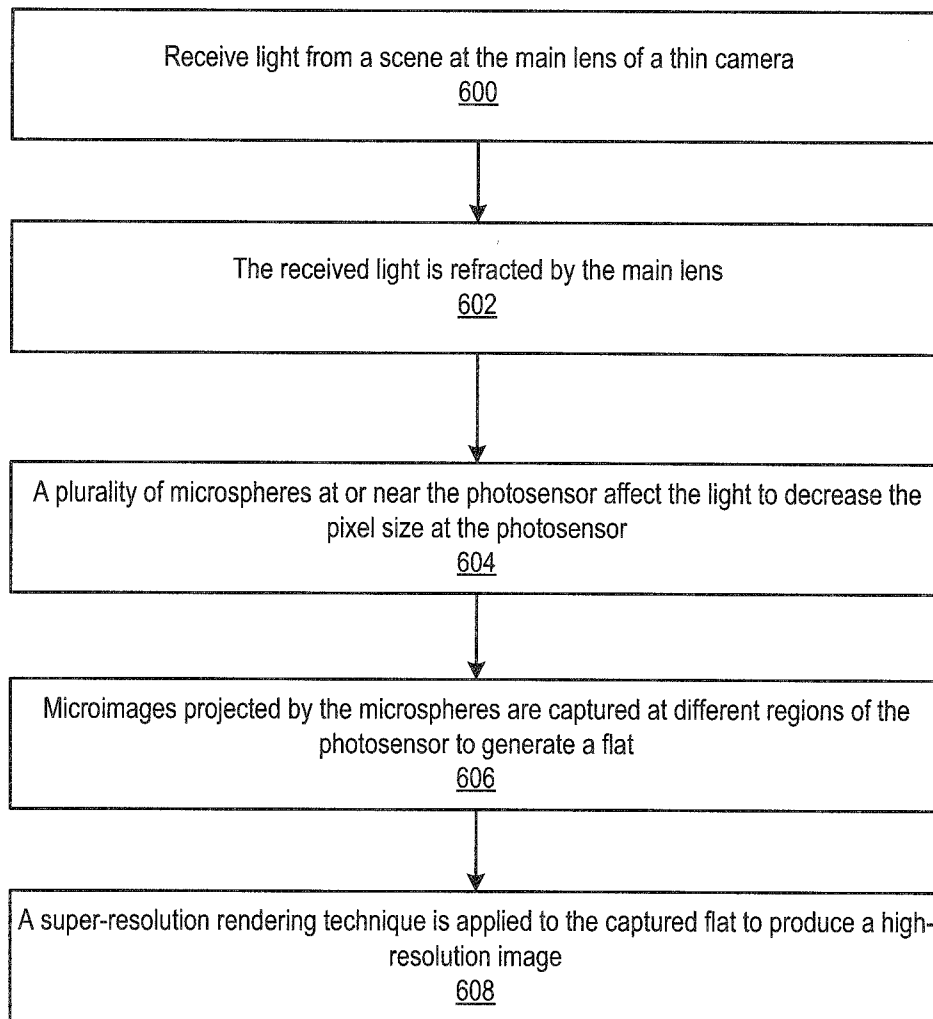 Receive light from a scene at the main lens of a thin camera
600
The received light is refracted by the main lens
602
A plurality of microspheres at or near the photosensor affect the light to decrease the
pixel size at the photosensor
604
Microimages projected by the microspheres are captured at different regions of the
photosensor to generate a flat
606
A super-resolution rendering technique is applied to the captured flat to produce a high-
resolution image
608